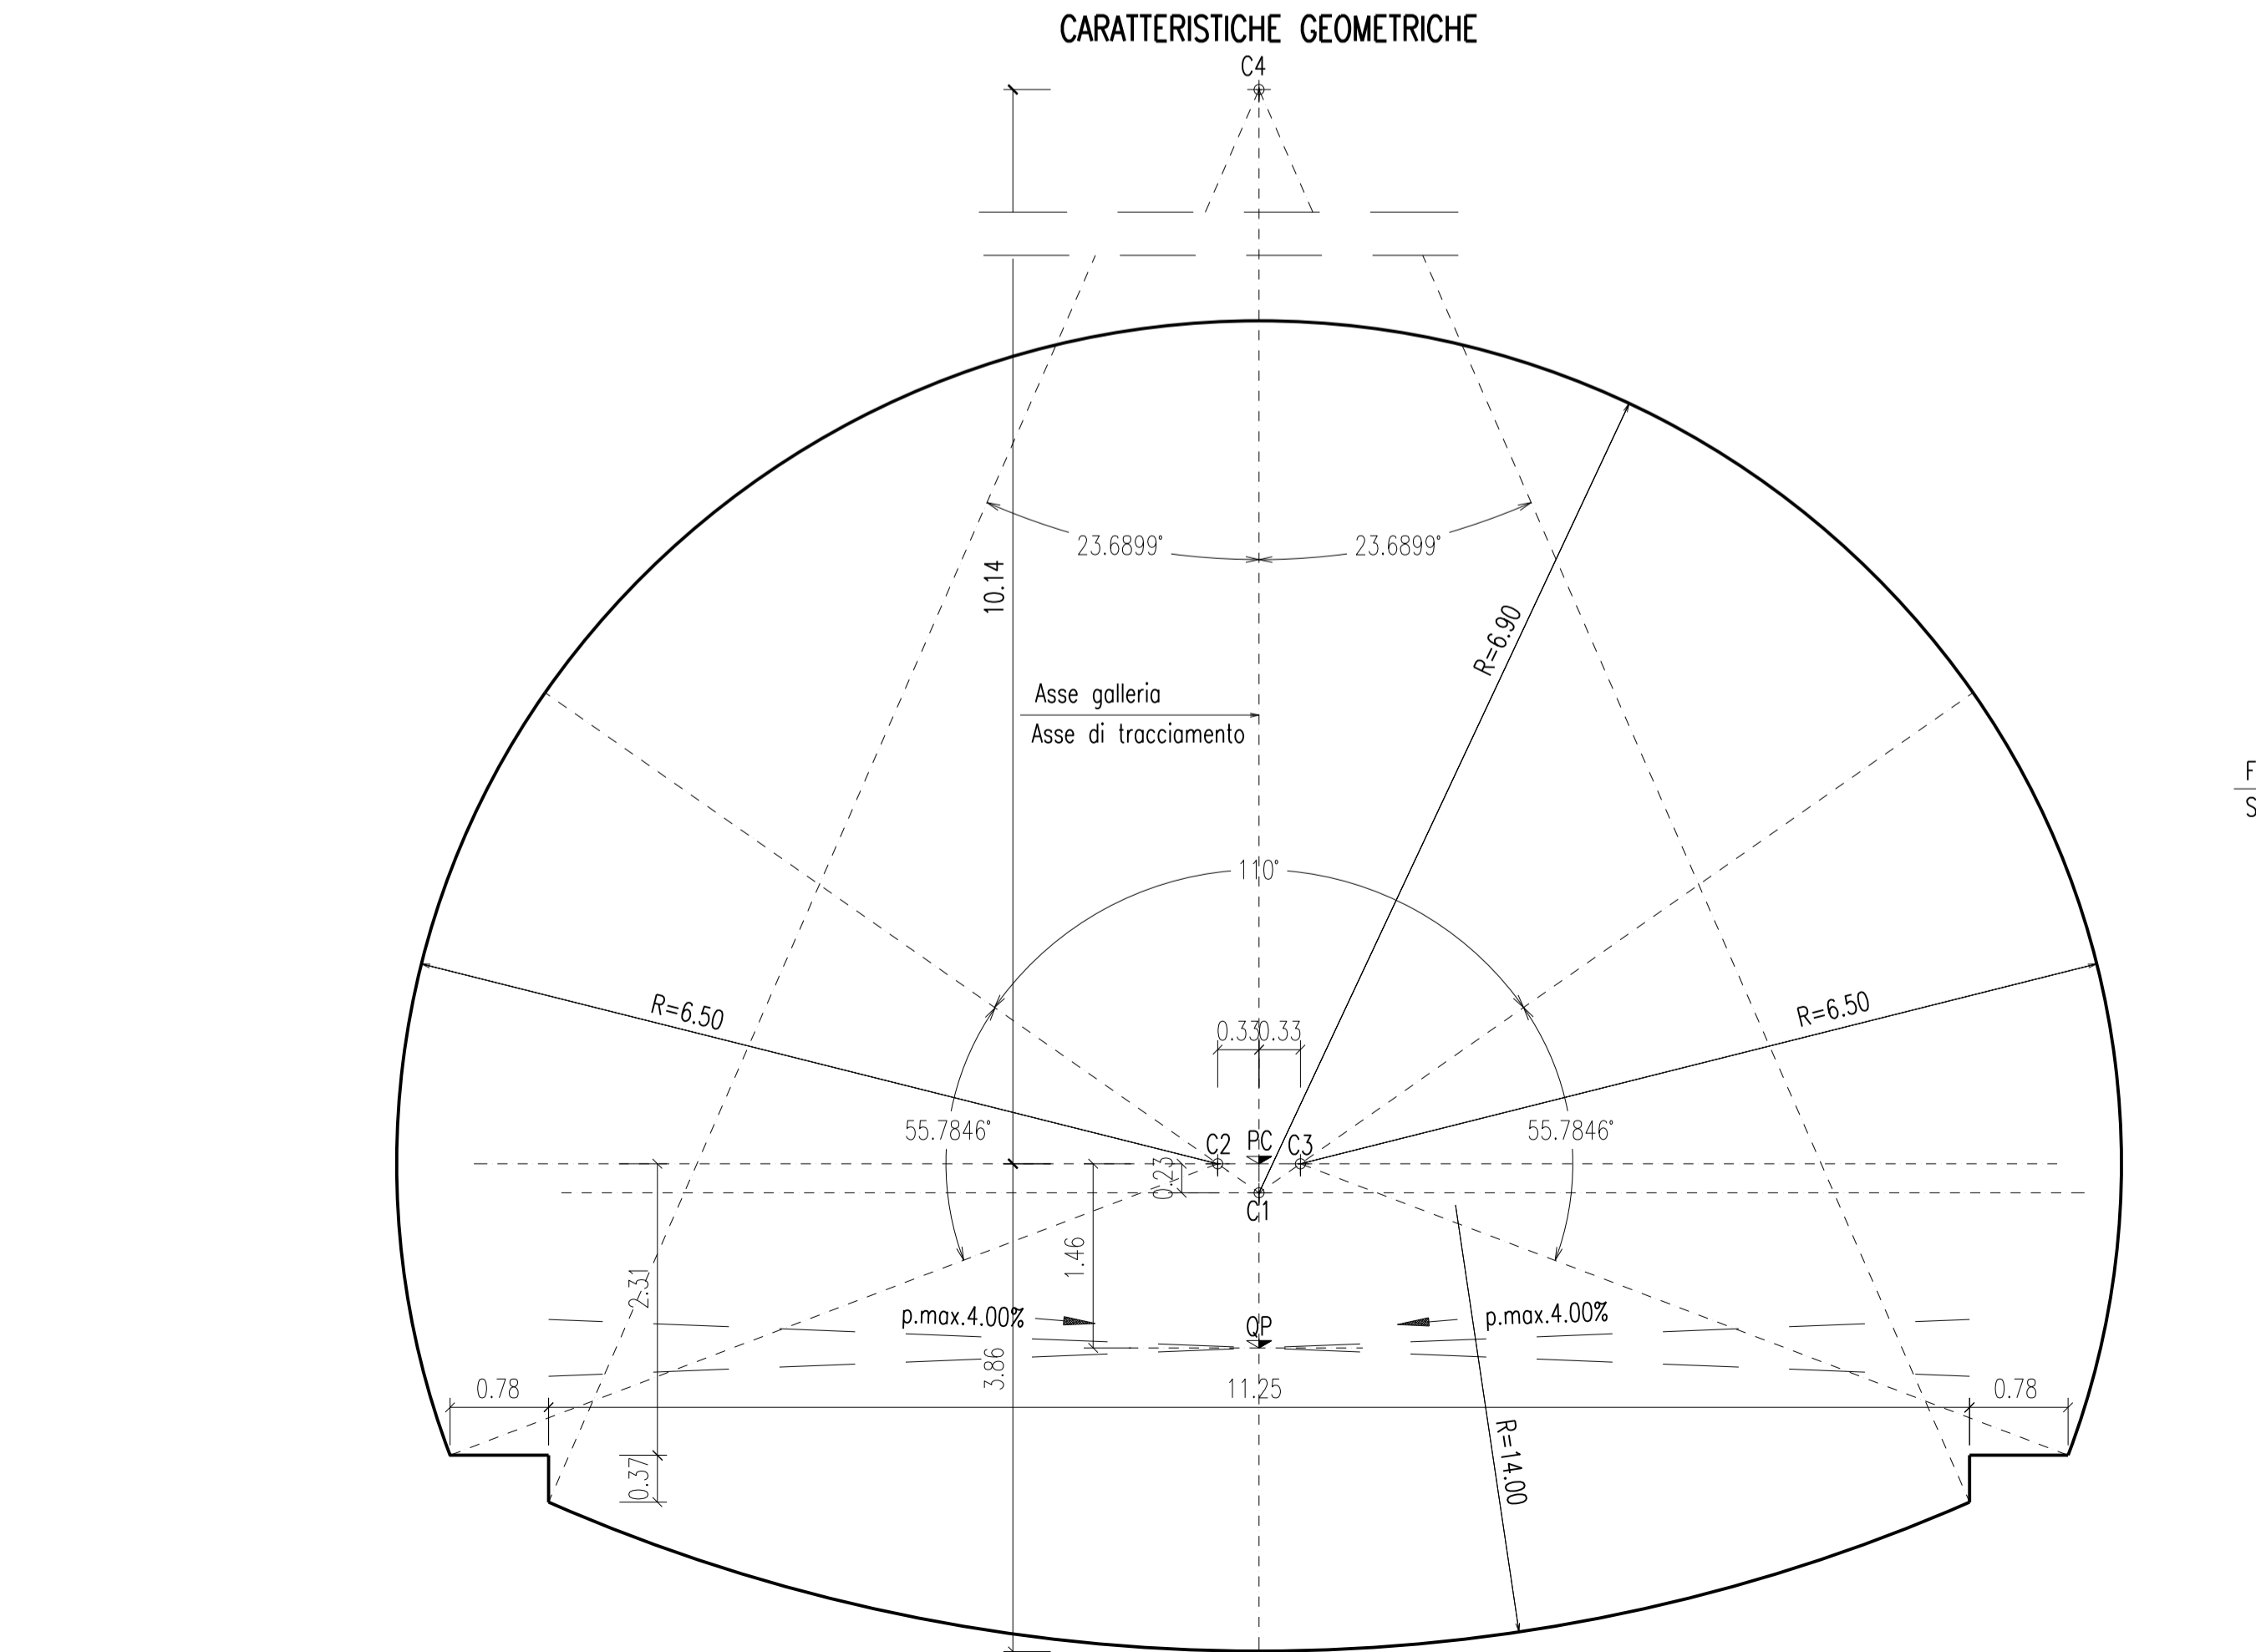 CARATTERISTICHE GEOMETRICHE
C4
23.6899°
23.6899°
10.14
R=6.90
Asse galleria
Asse di tracciamento
F
S
110°
R=6.50
R=6.50
0.33
0.33
55.7846°
55.7846°
C2
PC
C3
0.23
C1
1.46
2.31
p.max.4.00%
QP
p.max.4.00%
3.86
0.78
11.25
0.78
R=14.00
0.37